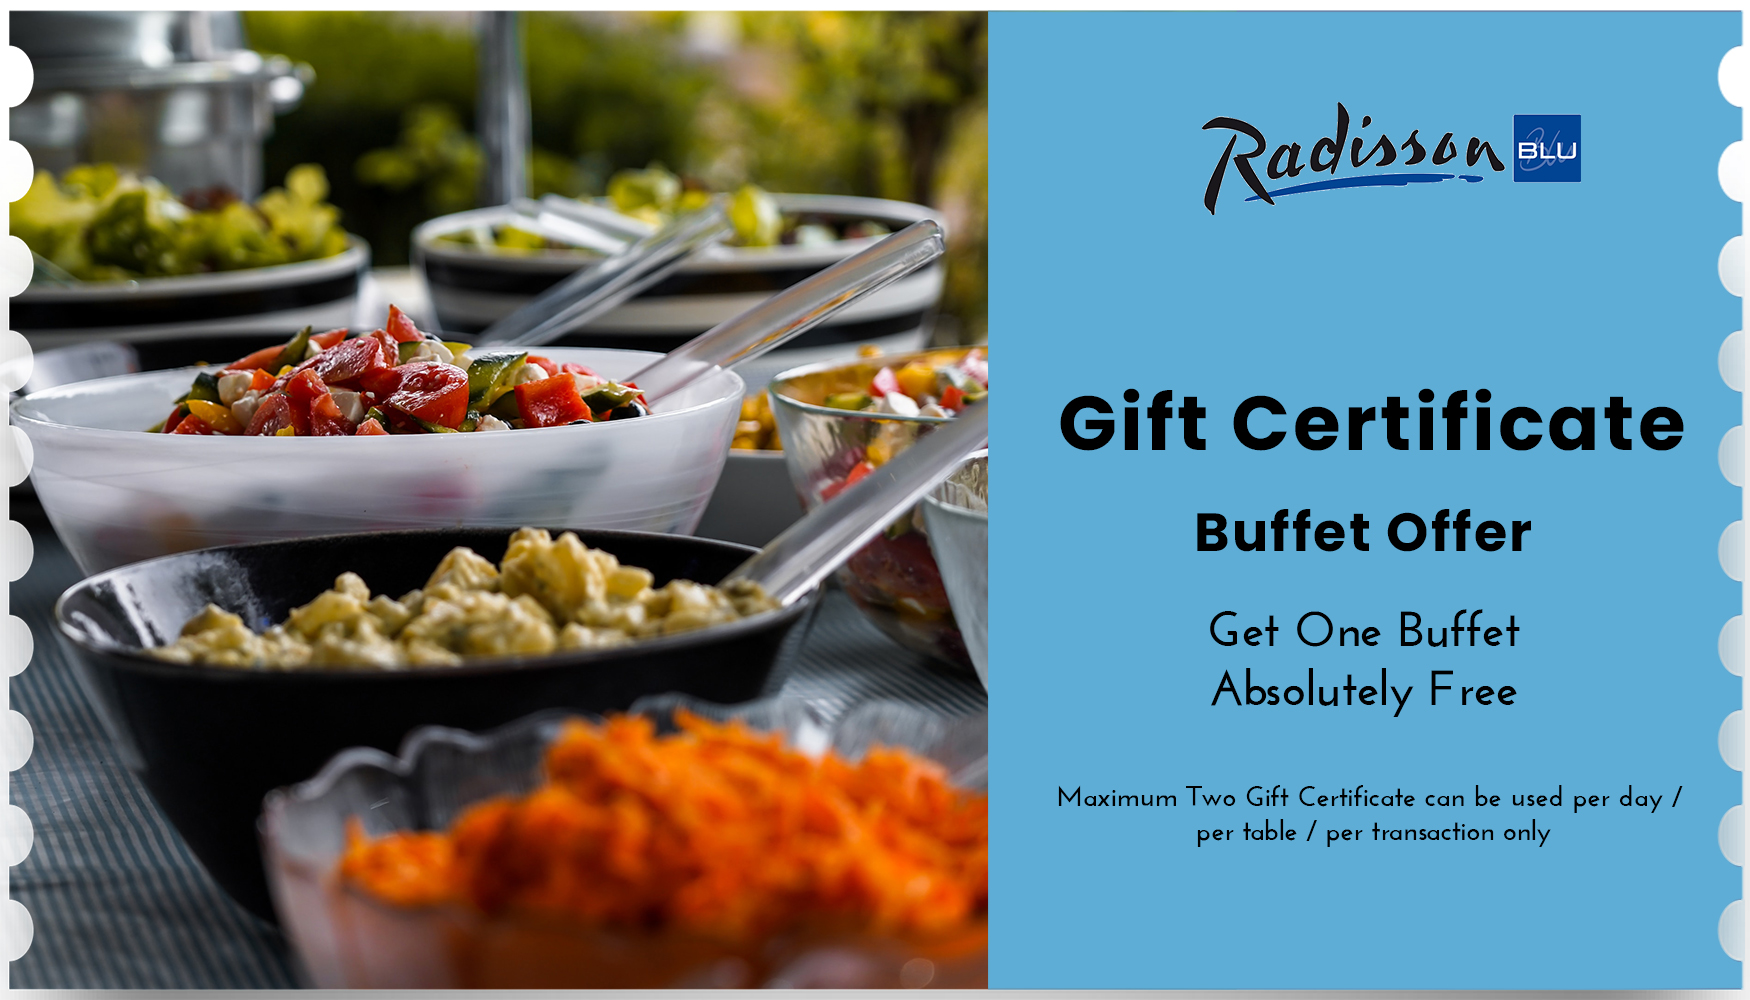 Radisson BLU
Gift Certificate
Buffet Offer
Get One Buffet
Absolutely Free
Maximum Two Gift Certificate can be used per day /
per table / per transaction only